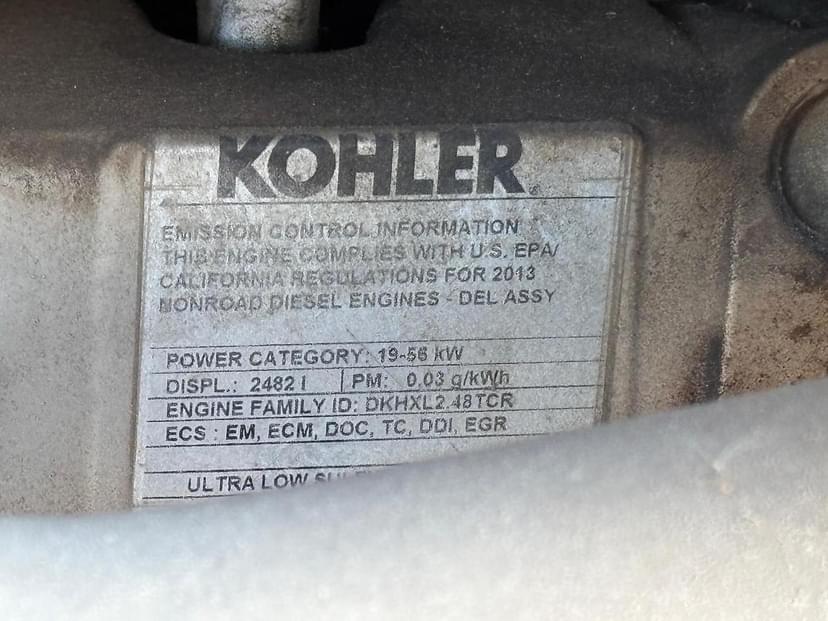 KOHLER
EMISSION CONTROL INFORMATION
THIS ENGINE COMPLIES WITH U.S. EPA/
CALIFORNIA REGULATIONS FOR 2013
NONROAD DIESEL ENGINES - DEL ASSY
POWER CATEGORY: 19-56 kW
DISPL.: 2482 l PM: 0.03 g/kWh
ENGINE FAMILY ID: DKHXL2.48TCR
ECS : EM, ECM, DOC, TC, DDI, EGR
ULTRA LOW